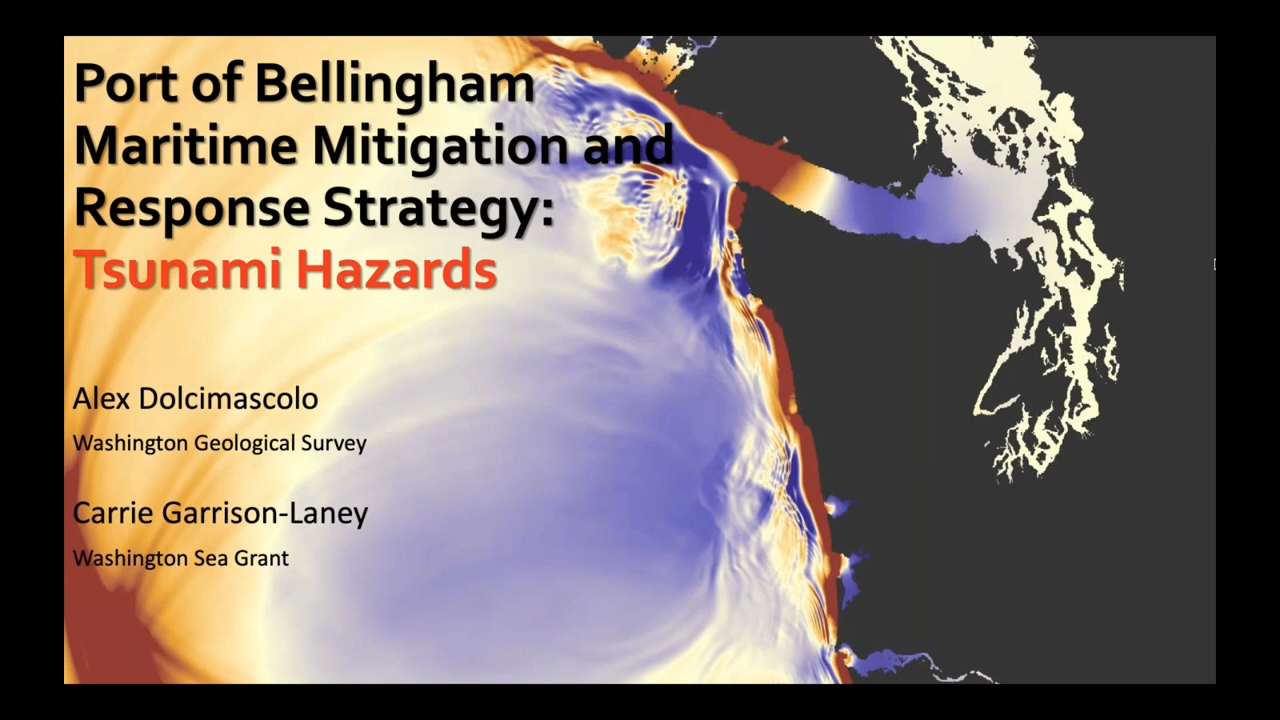 Port of Bellingham
Maritime Mitigation and
Response Strategy:
Tsunami Hazards
Alex Dolcimascolo
Washington Geological Survey
Carrie Garrison-Laney
Washington Sea Grant